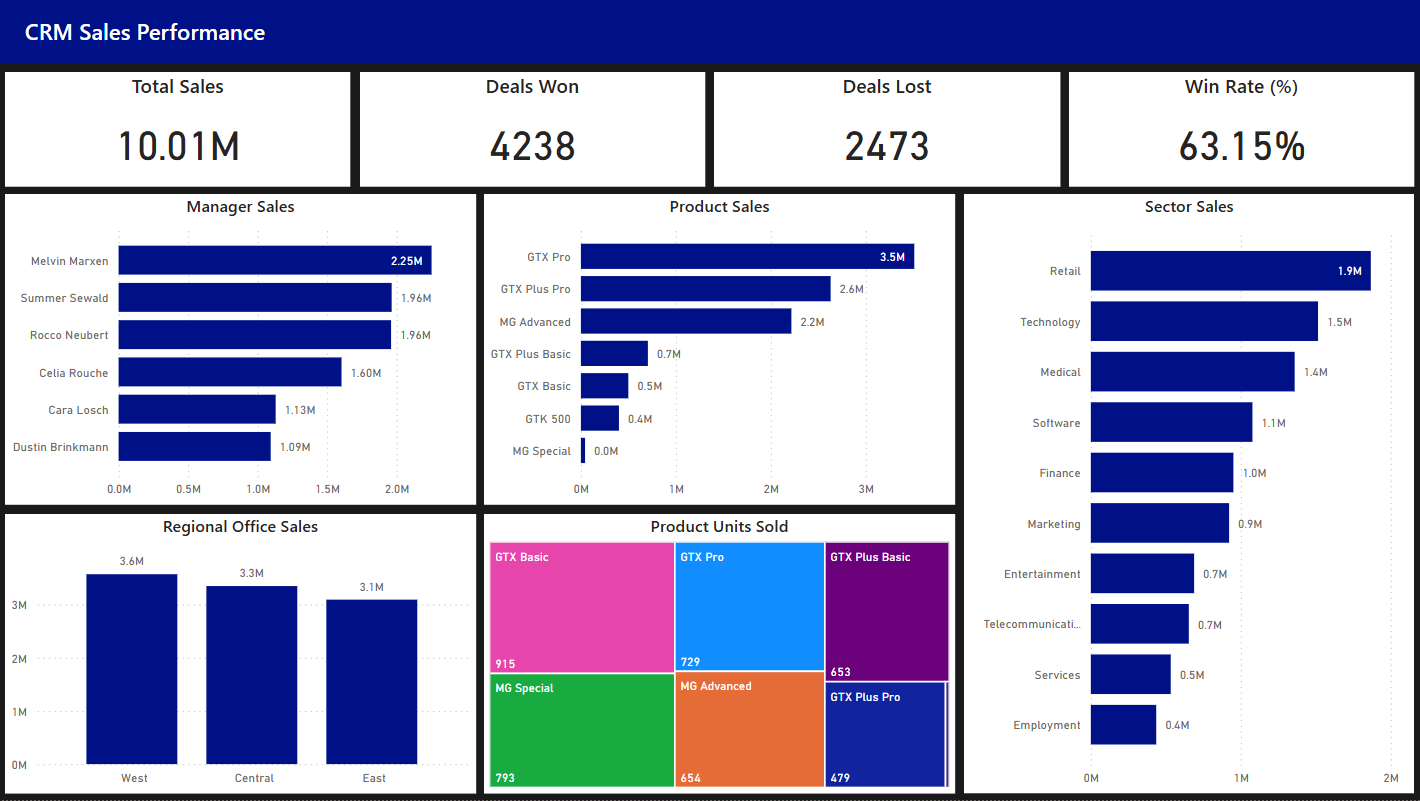 CRM Sales Performance
Total Sales
10.01M
Deals Won
4238
Deals Lost
2473
Win Rate (%)
63.15%
Manager Sales
Melvin Marxen 2.25M
Summer Sewald 1.96M
Rocco Neubert 1.96M
Celia Rouche 1.60M
Cara Losch 1.13M
Dustin Brinkmann 1.09M
0.0M 0.5M 1.0M 1.5M 2.0M
Product Sales
GTX Pro 3.5M
GTX Plus Pro 2.6M
MG Advanced 2.2M
GTX Plus Basic 0.7M
GTX Basic 0.5M
GTK 500 0.4M
MG Special 0.0M
0M 1M 2M 3M
Sector Sales
Retail 1.9M
Technology 1.5M
Medical 1.4M
Software 1.1M
Finance 1.0M
Marketing 0.9M
Entertainment 0.7M
Telecommunicati... 0.7M
Services 0.5M
Employment 0.4M
0M 1M 2M
Regional Office Sales
3.6M 3.3M 3.1M
3M
2M
1M
0M
West Central East
Product Units Sold
GTX Basic
915
GTX Pro
729
GTX Plus Basic
653
MG Special
793
MG Advanced
654
GTX Plus Pro
479